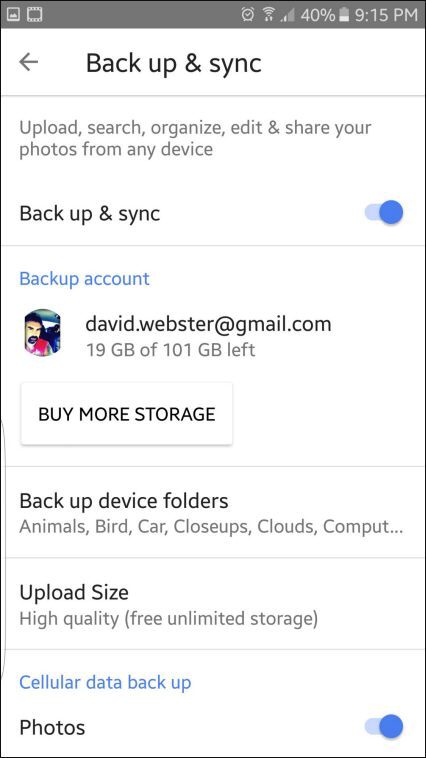 40% 9:15 PM
Back up & sync
Upload, search, organize, edit & share your
photos from any device
Back up & sync
Backup account
david.webster@gmail.com
19 GB of 101 GB left
BUY MORE STORAGE
Back up device folders
Animals, Bird, Car, Closeups, Clouds, Comput...
Upload Size
High quality (free unlimited storage)
Cellular data back up
Photos